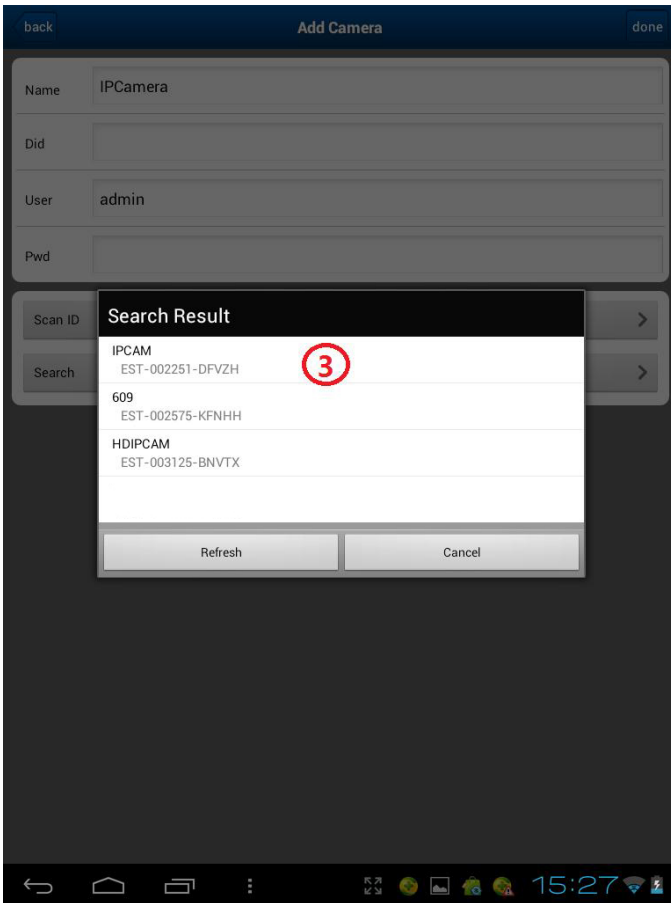 back Add Camera done
Name IPCamera
Did
User admin
Pwd
Scan ID
Search
Search Result
IPCAM
EST-002251-DFVZH
3
609
EST-002575-KFNHH
HDIPCAM
EST-003125-BNVTX
Refresh Cancel
15:27